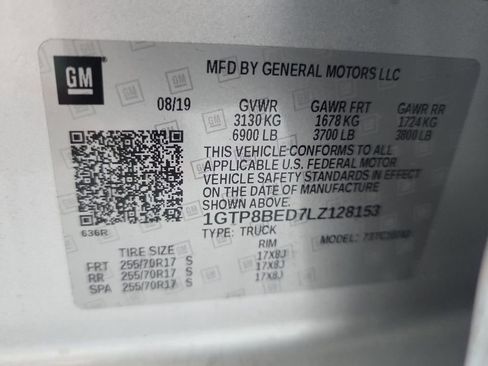 GM
MFD BY GENERAL MOTORS LLC
08/19 GVWR GAWR FRT GAWR RR
3130 KG 1678 KG 1724 KG
6900 LB 3700 LB 3800 LB
THIS VEHICLE CONFORMS TO ALL
APPLICABLE U.S. FEDERAL MOTOR
VEHICLE SAFETY STANDARDS IN
EFFECT ON THE DATE OF MANUFACTURE
SHOWN ABOVE.
1GTP8BED7LZ128153
636R
TYPE: TRUCK MODEL:
TIRE SIZE RIM
FRT 255/70R17 S 17X8J
RR 255/70R17 S 17X8J
SPA 255/70R17 S 17X8J